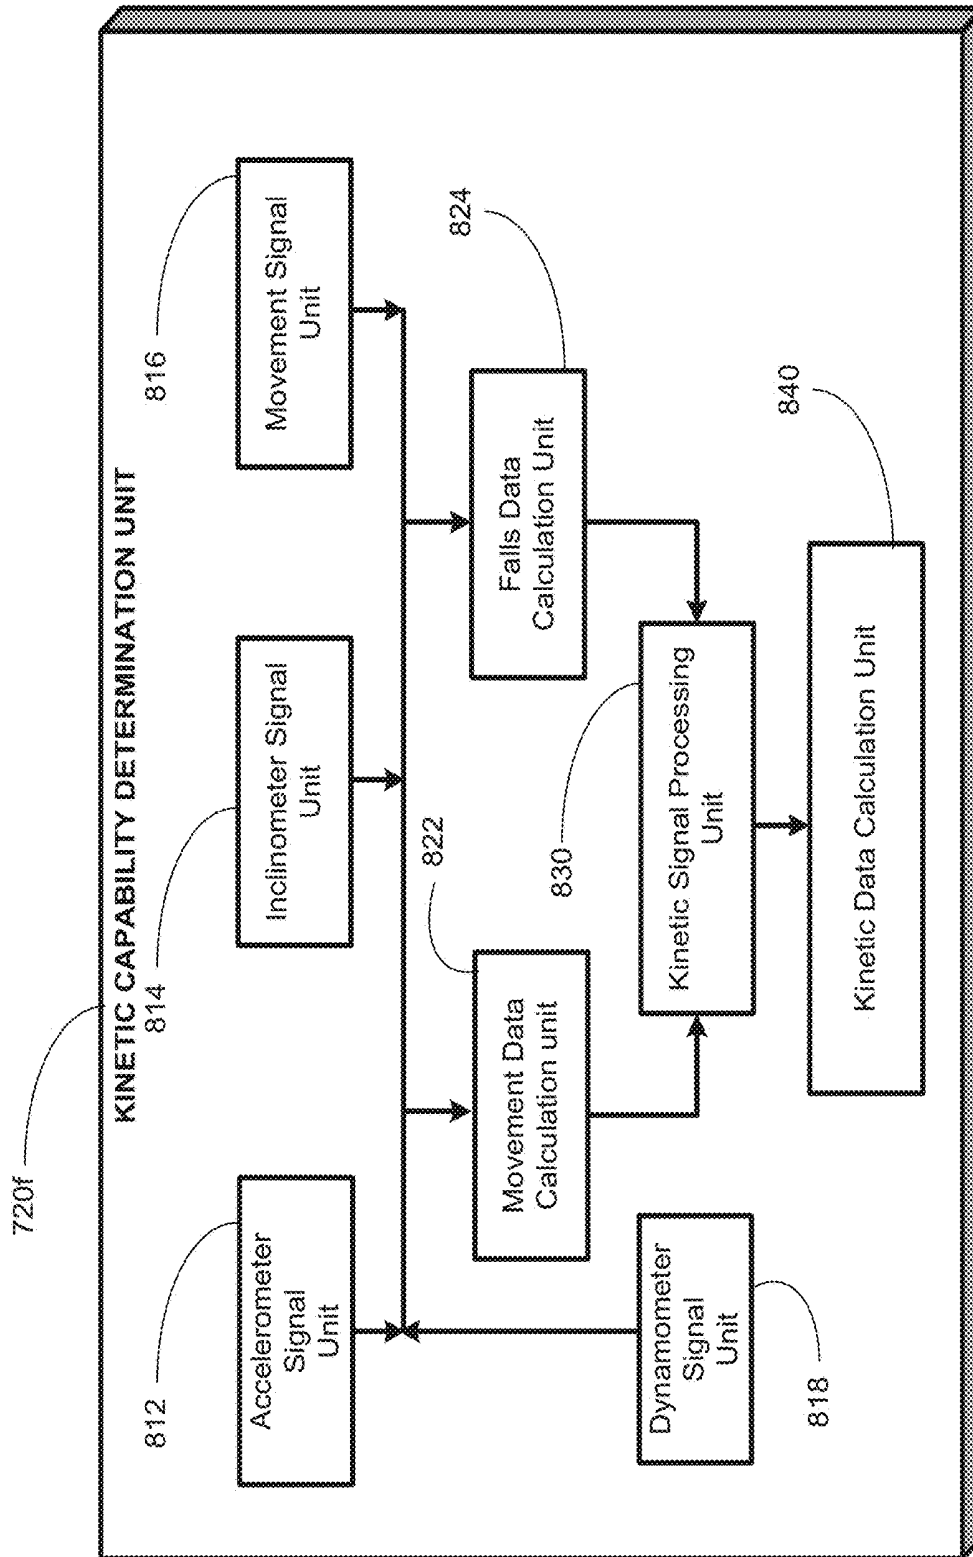 720f
KINETIC CAPABILITY DETERMINATION UNIT
812
814
816
Accelerometer
Signal
Unit
Inclinometer Signal
Unit
Movement Signal
Unit
822
824
Movement Data
Calculation unit
Falls Data
Calculation Unit
Dynamometer
Signal
Unit
818
830
Kinetic Signal Processing
Unit
840
Kinetic Data Calculation Unit